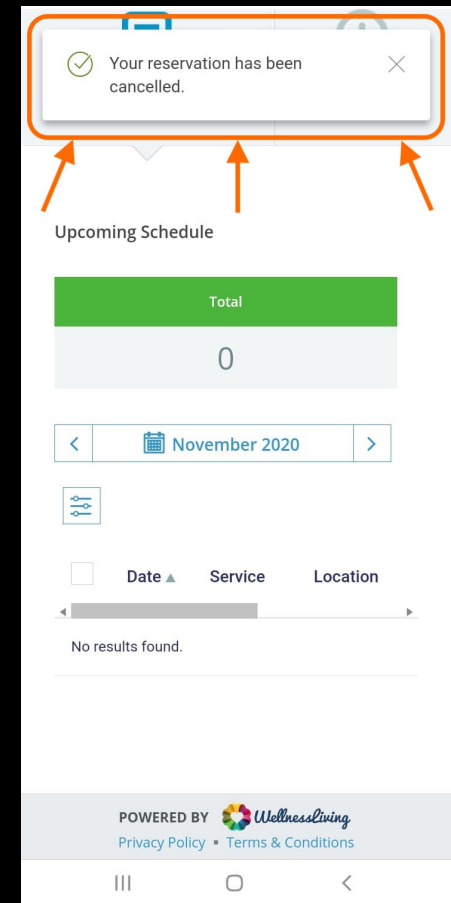 Your reservation has been
cancelled.
Upcoming Schedule
Total
0
November 2020
Date ▲ Service Location
No results found.
POWERED BY WellnessLiving
Privacy Policy ▪ Terms & Conditions